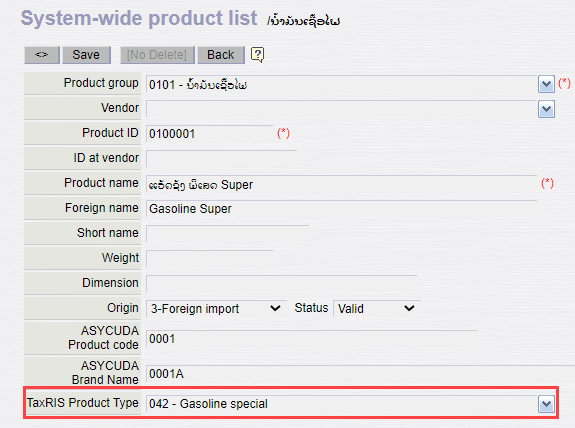 System-wide product list /ນ້ຳມັນເຊື້ອໄຟ
<> Save [No Delete] Back ?
Product group 0101 - ນ້ຳມັນເຊື້ອໄຟ (*)
Vendor
Product ID 0100001 (*)
ID at vendor
Product name ແອັດຊັງ ພິເສດ Super (*)
Foreign name Gasoline Super
Short name
Weight
Dimension
Origin 3-Foreign import Status Valid
ASYCUDA
Product code 0001
ASYCUDA
Brand Name 0001A
TaxRIS Product Type 042 - Gasoline special